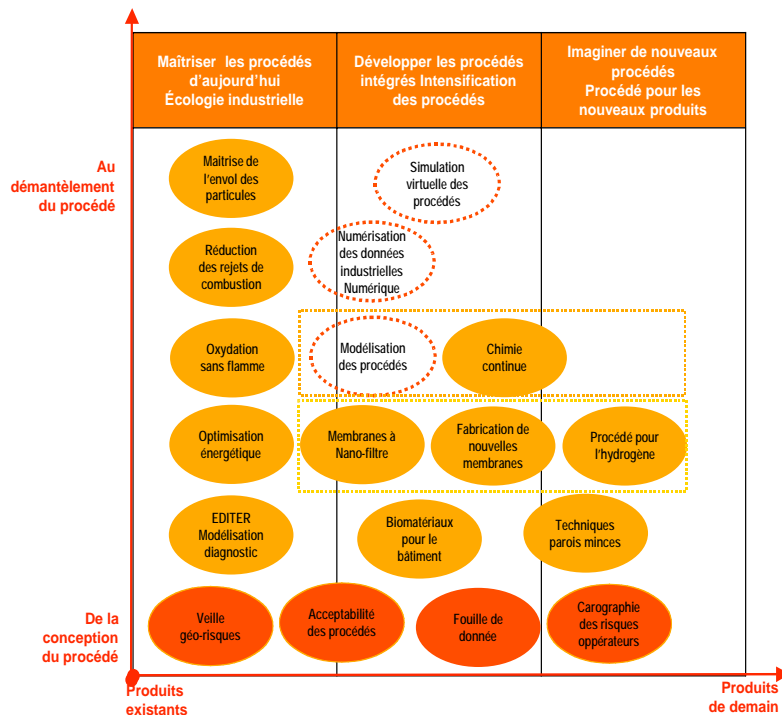 Maîtriser les procédés
d'aujourd'hui
Écologie industrielle
Développer les procédés
intégrés Intensification
des procédés
Imaginer de nouveaux
procédés
Procédé pour les
nouveaux produits
Au
démantèlement
du procédé
Maitrise de
l'envol des
particules
Simulation
virtuelle des
procédés
Réduction
des rejets de
combustion
Numérisation
des données
industrielles
Numérique
Oxydation
sans flamme
Modélisation
des procédés
Chimie
continue
Optimisation
énergétique
Membranes à
Nano-filtre
Fabrication de
nouvelles
membranes
Procédé pour
l'hydrogène
EDITER
Modélisation
diagnostic
Biomatériaux
pour le
bâtiment
Techniques
parois minces
De la
conception
du procédé
Veille
géo-risques
Acceptabilité
des procédés
Fouille de
donnée
Carographie
des risques
oppérateurs
Produits
existants
Produits
de demain